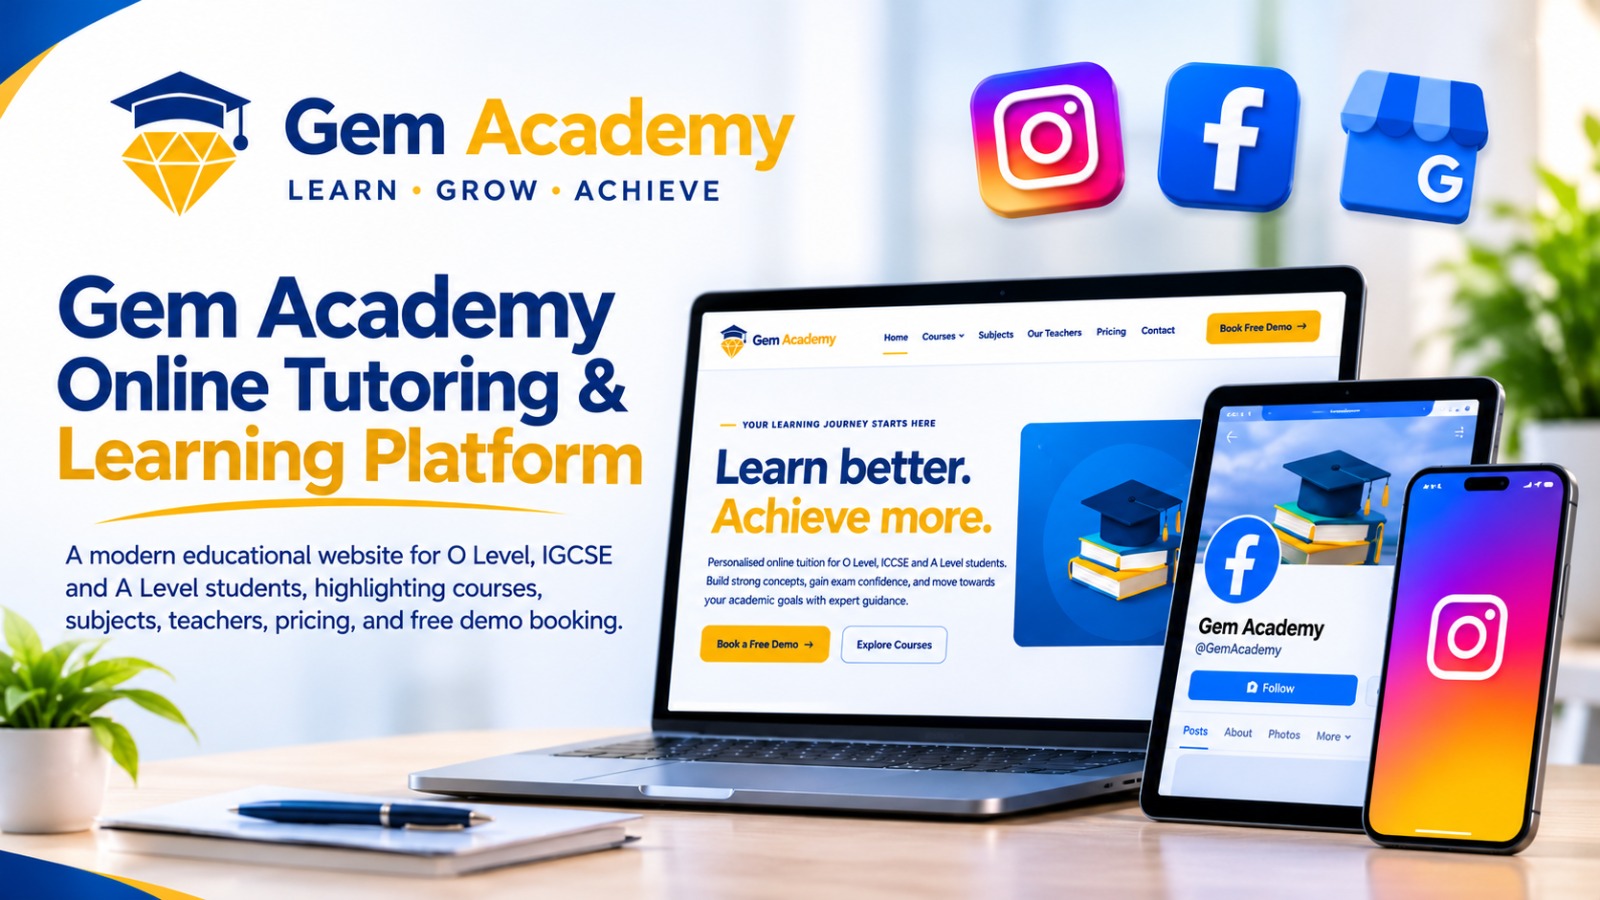 Gem Academy
LEARN • GROW • ACHIEVE
Gem Academy
Online Tutoring &
Learning Platform
A modern educational website for O Level, IGCSE
and A Level students, highlighting courses,
subjects, teachers, pricing, and free demo booking.
G
Gem Academy
Home
Courses
Subjects
Our Teachers
Pricing
Contact
Book Free Demo →
YOUR LEARNING JOURNEY STARTS HERE
Learn better.
Achieve more.
Personalised online tuition for O Level, ICCSE and A Level students.
Build strong concepts, gain exam confidence, and move towards
your academic goals with expert guidance.
Book a Free Demo →
Explore Courses
Gem Academy
@GemAcademy
Follow
Posts
About
Photos
More